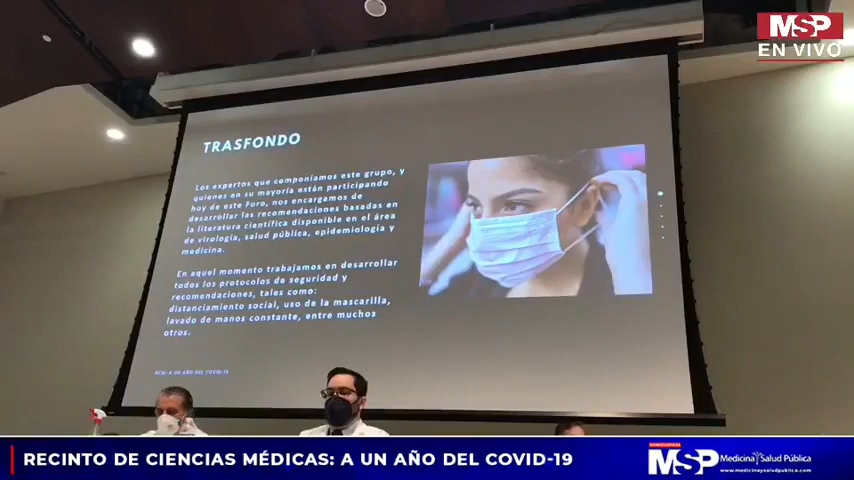 MSP
EN VIVO
TRASFONDO
Los expertos que componíamos este grupo, y
quienes en su mayoría están participando
hoy de este Foro, nos encargamos de
desarrollar las recomendaciones basadas en
la literatura científica disponible en el área
de virología, salud pública, epidemiología y
medicina.
En aquel momento trabajamos en desarrollar
todos los protocolos de seguridad y
recomendaciones, tales como:
distanciamiento social, uso de la mascarilla,
lavado de manos constante, entre muchos
otros.
RCM: A UN AÑO DEL COVID-19
RECINTO DE CIENCIAS MÉDICAS: A UN AÑO DEL COVID-19
MSP Medicina y Salud Pública
www.medicinaysaludpublica.com